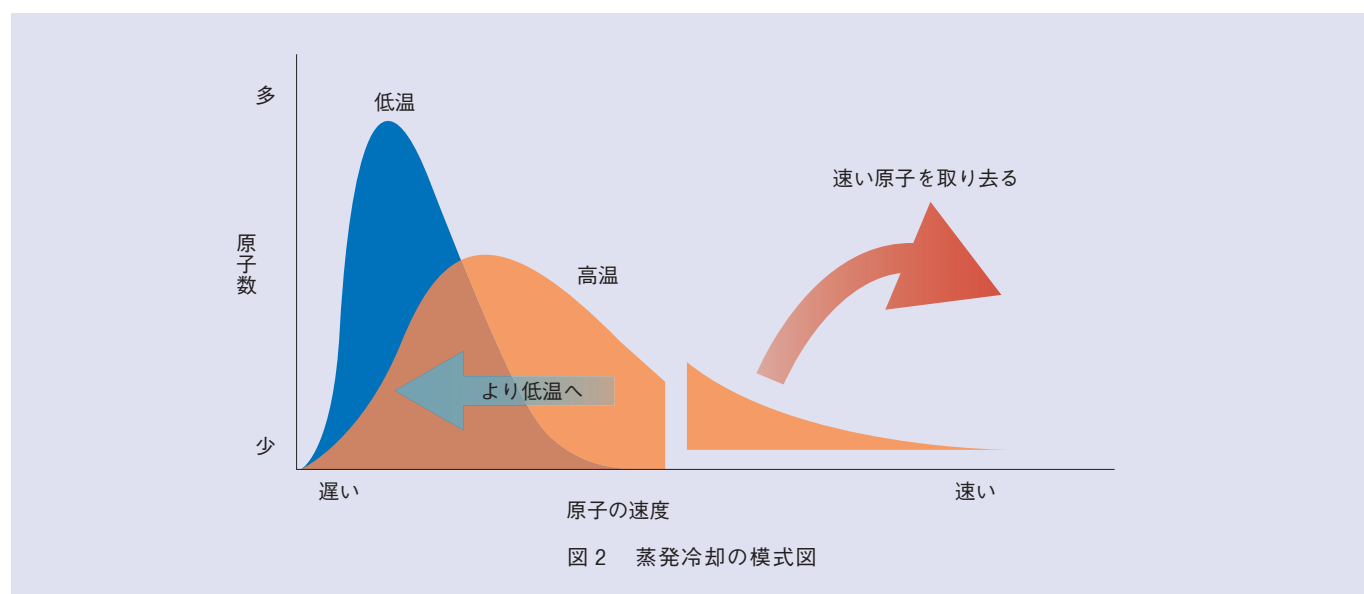 多
低温
速い原子を取り去る
原子数
高温
より低温へ
少
遅い
速い
原子の速度
図2 蒸発冷却の模式図